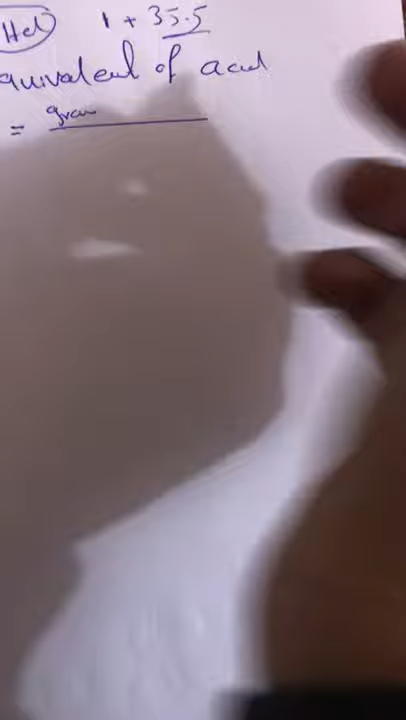 HCl 1 + 35.5
quivalent of acid
= gram